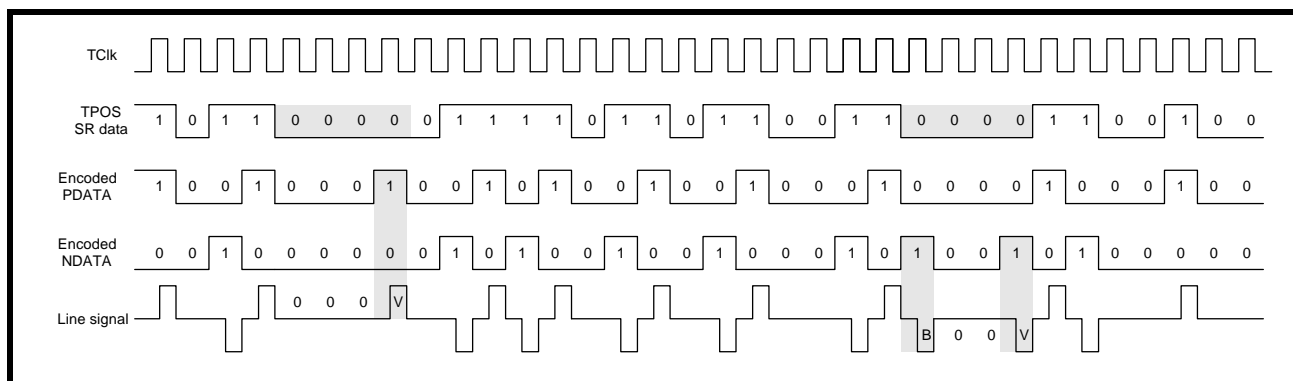 TClk
TPOS
SR data
1 0 1 1 0 0 0 0 0 1 1 1 1 0 1 1 0 1 1 0 0 1 1 0 0 0 0 1 1 0 0 1 0 0
Encoded
PDATA
1 0 0 1 0 0 0 1 0 0 1 0 1 0 0 1 0 0 1 0 0 0 1 0 0 0 0 1 0 0 0 1 0 0
Encoded
NDATA
0 0 1 0 0 0 0 0 0 1 0 1 0 0 1 0 0 1 0 0 0 1 0 1 0 0 1 0 1 0 0 0 0 0
Line signal
0 0 0 V
B 0 0 V